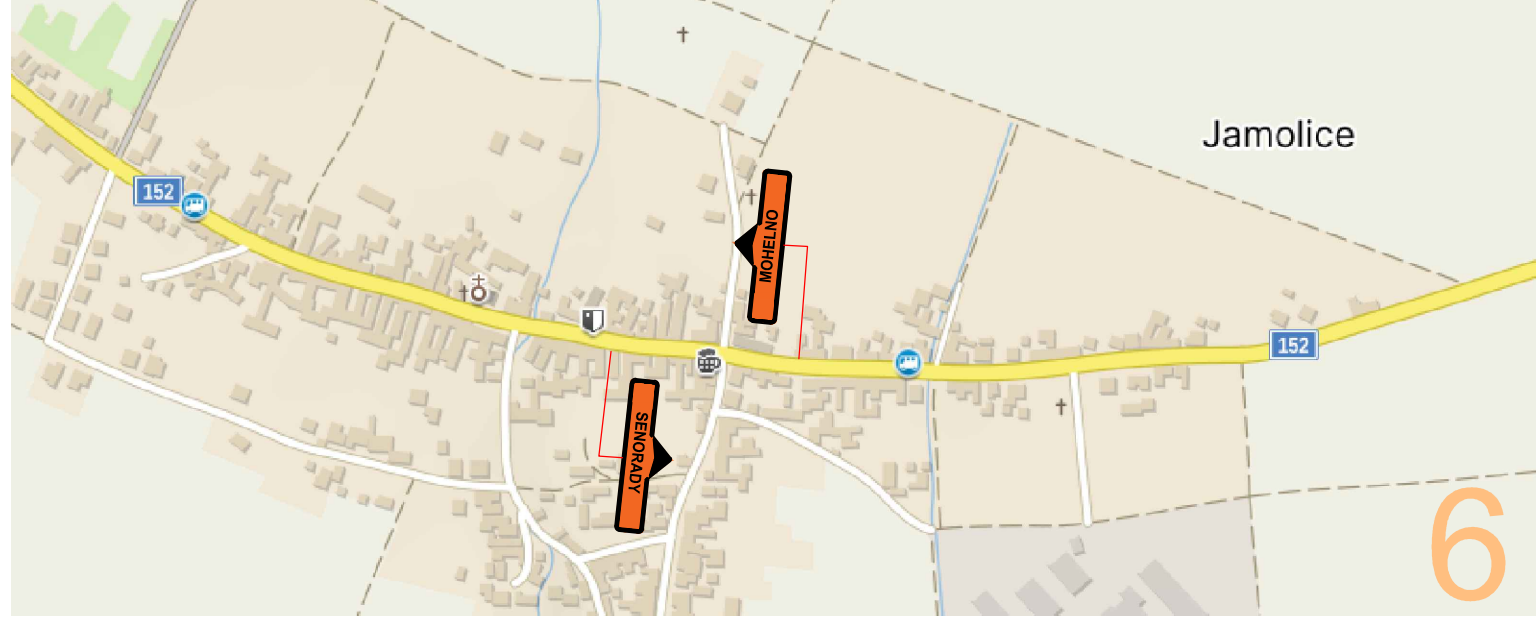 Jamolice
152
MOHELNO
152
SENORADY
6